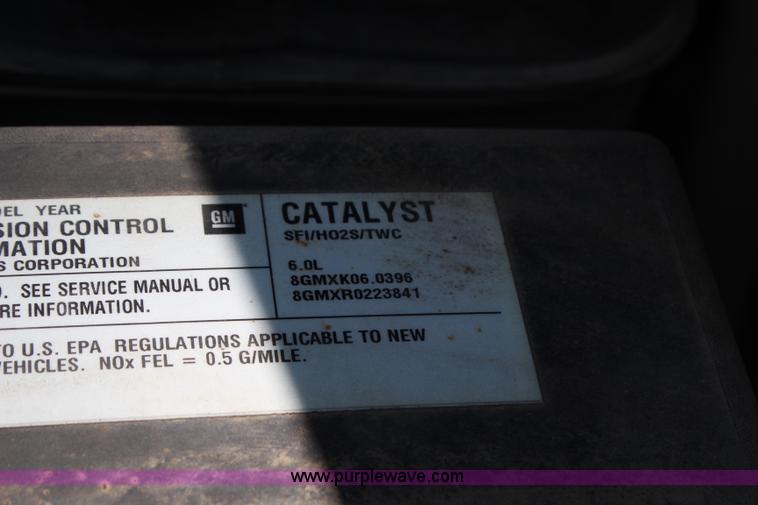 DEL YEAR
SION CONTROL
MATION
S CORPORATION
GM
CATALYST
SFI/HO2S/TWC
6.0L
8GMXK06.0396
8GMXR0223841
. SEE SERVICE MANUAL OR
RE INFORMATION.
TO U.S. EPA REGULATIONS APPLICABLE TO NEW
VEHICLES. NOx FEL = 0.5 G/MILE.
www.purplewave.com